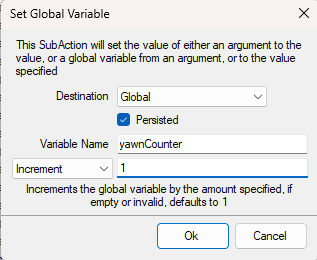 Set Global Variable
This SubAction will set the value of either an argument to the
value, or a global variable from an argument, or to the value
specified
Destination Global
Persisted
Variable Name yawnCounter
Increment 1
Increments the global variable by the amount specified, if
empty or invalid, defaults to 1
Ok Cancel